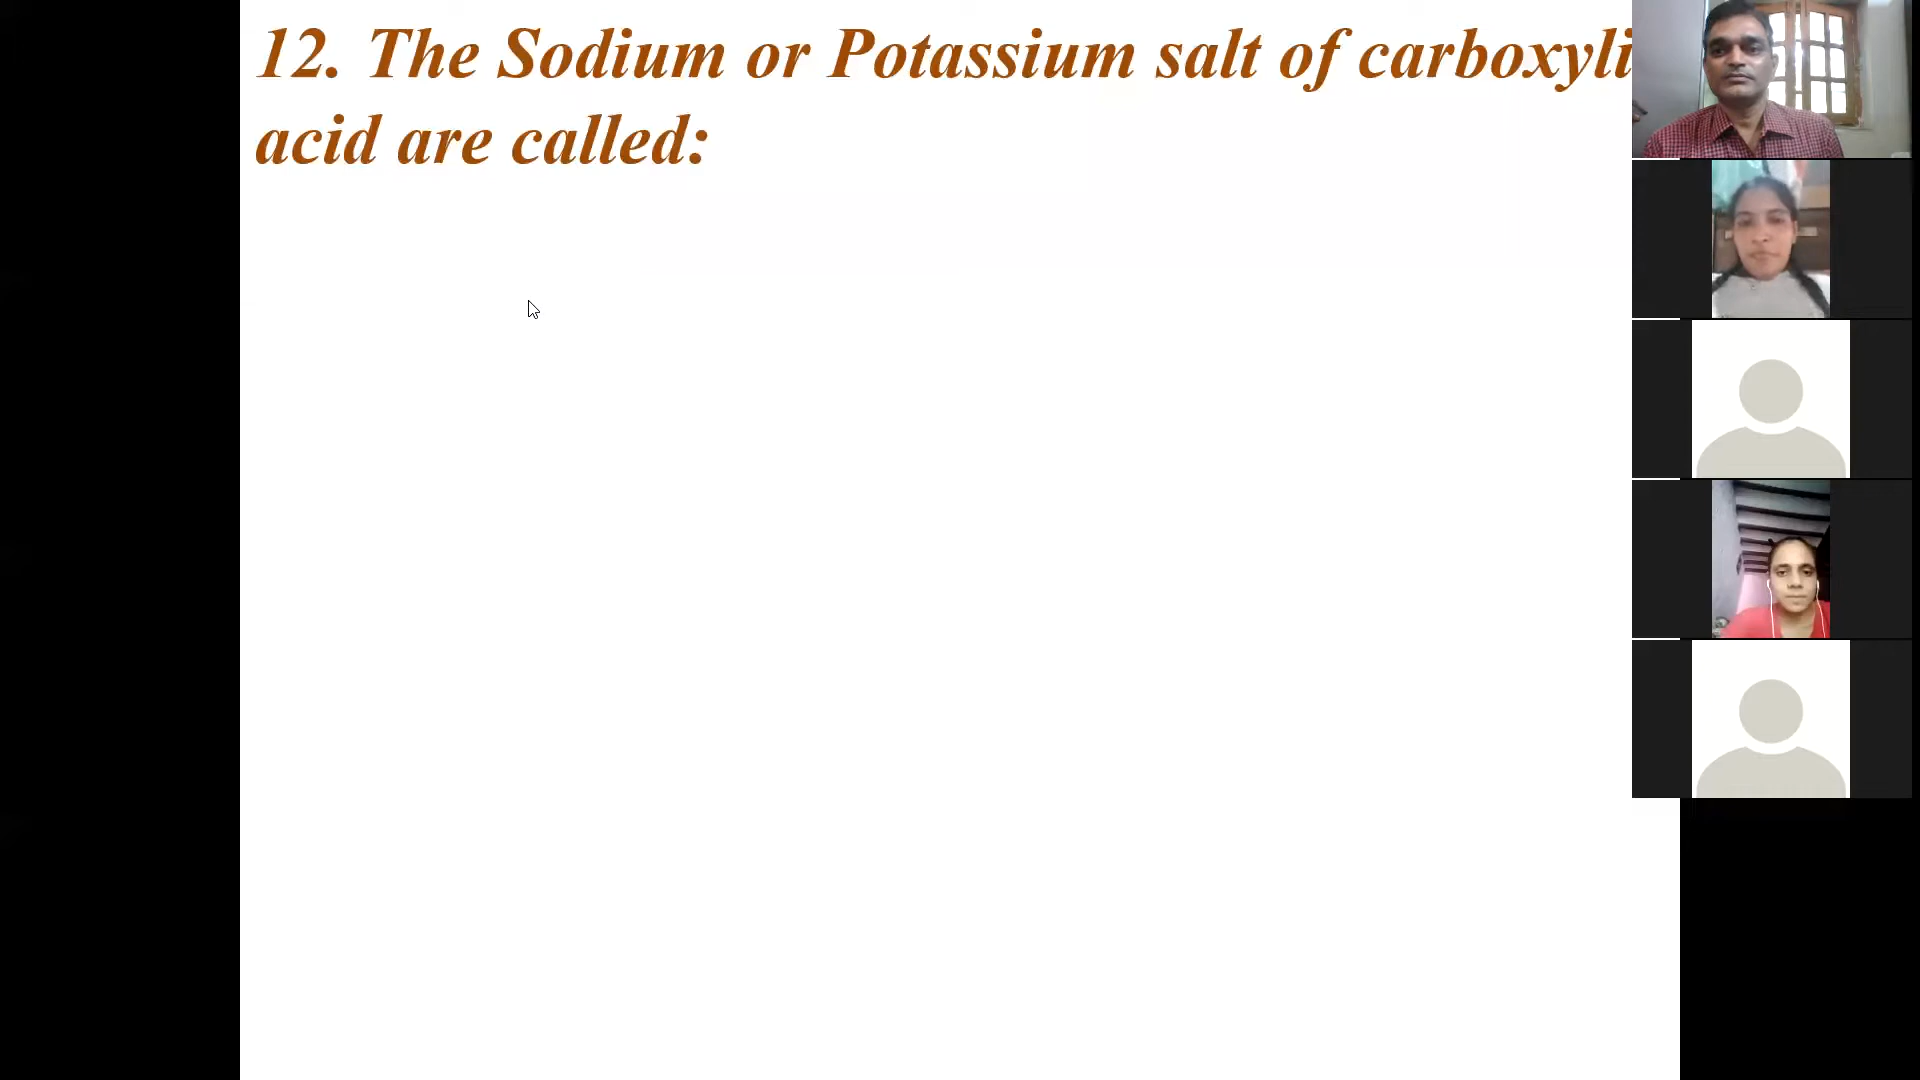 12. The Sodium or Potassium salt of carboxyli
acid are called: